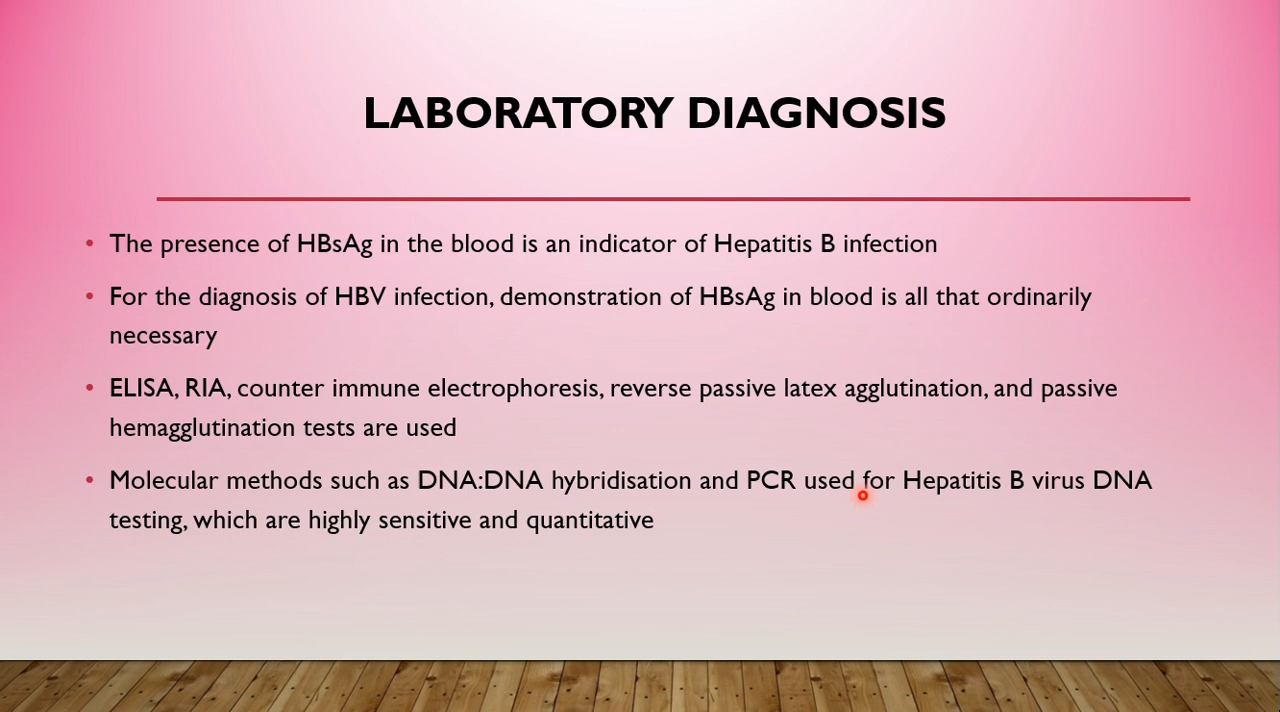 LABORATORY DIAGNOSIS
• The presence of HBsAg in the blood is an indicator of Hepatitis B infection
• For the diagnosis of HBV infection, demonstration of HBsAg in blood is all that ordinarily
necessary
• ELISA, RIA, counter immune electrophoresis, reverse passive latex agglutination, and passive
hemagglutination tests are used
• Molecular methods such as DNA:DNA hybridisation and PCR used for Hepatitis B virus DNA
testing, which are highly sensitive and quantitative